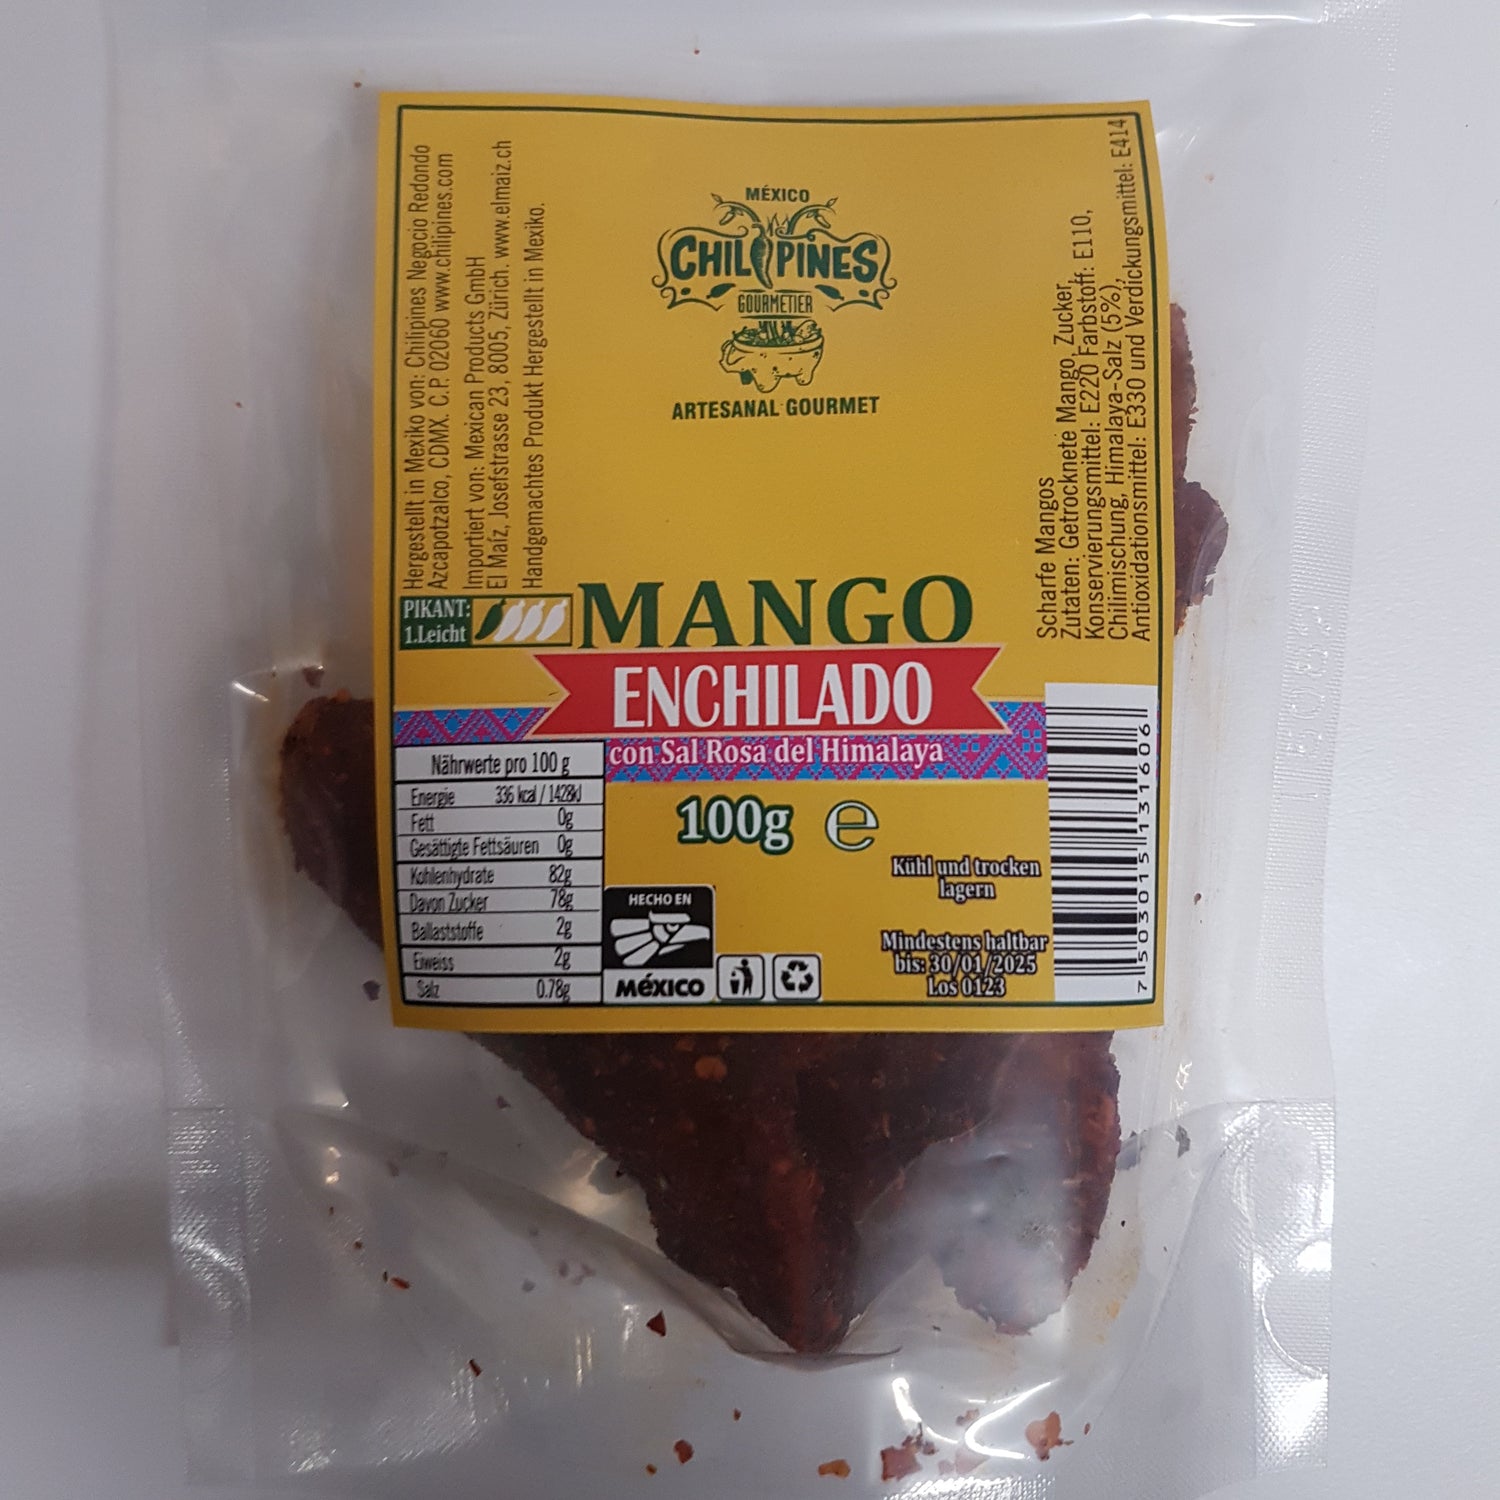 Hergestellt in Mexiko von: Chilipines Negocio Redondo
Azcapotzalco, CDMX. C.P. 02060 www.chilipines.com
Importiert von: Mexican Products GmbH
El Maíz, Josefstrasse 23, 8005, Zürich. www.elmaiz.ch
Handgemachtes Produkt Hergestellt in Mexiko.
MÉXICO
CHILIPINES
GOURMETIER
ARTESANAL GOURMET
Scharfe Mangos
Zutaten: Getrocknete Mango, Zucker,
Konservierungsmittel: E220 Farbstoff: E110,
Chilimischung, Himalaya-Salz (5%),
Antioxidationsmittel: E330 und Verdickungsmittel: E414
PIKANT:
1.Leicht
MANGO
ENCHILADO
con Sal Rosa del Himalaya
100g e
Nährwerte pro 100 g
Energie 336 kcal / 1428kJ
Fett 0g
Gesättigte Fettsäuren 0g
Kohlenhydrate 82g
Davon Zucker 78g
Ballaststoffe 2g
Eiweiss 2g
Salz 0.78g
HECHO EN
MéXICO
Kühl und trocken
lagern
Mindestens haltbar
bis: 30/01/2025
Los 0123
7 503015 131606